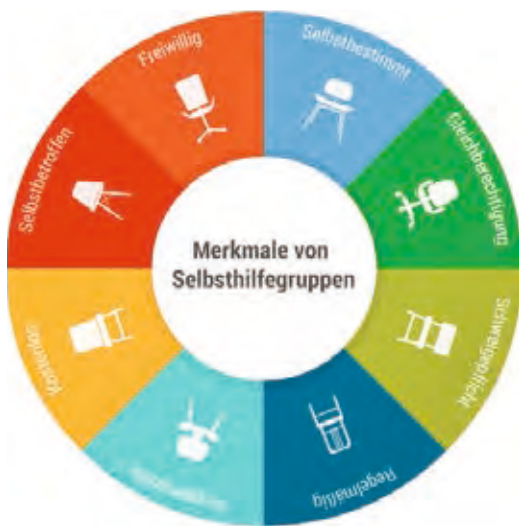 Merkmale von
Selbsthilfegruppen
Selbstbestimmt
Gleichberechtigung
Schweigepflicht
Regelmäßig
Kostenlos
Selbstbetroffen
Freiwillig